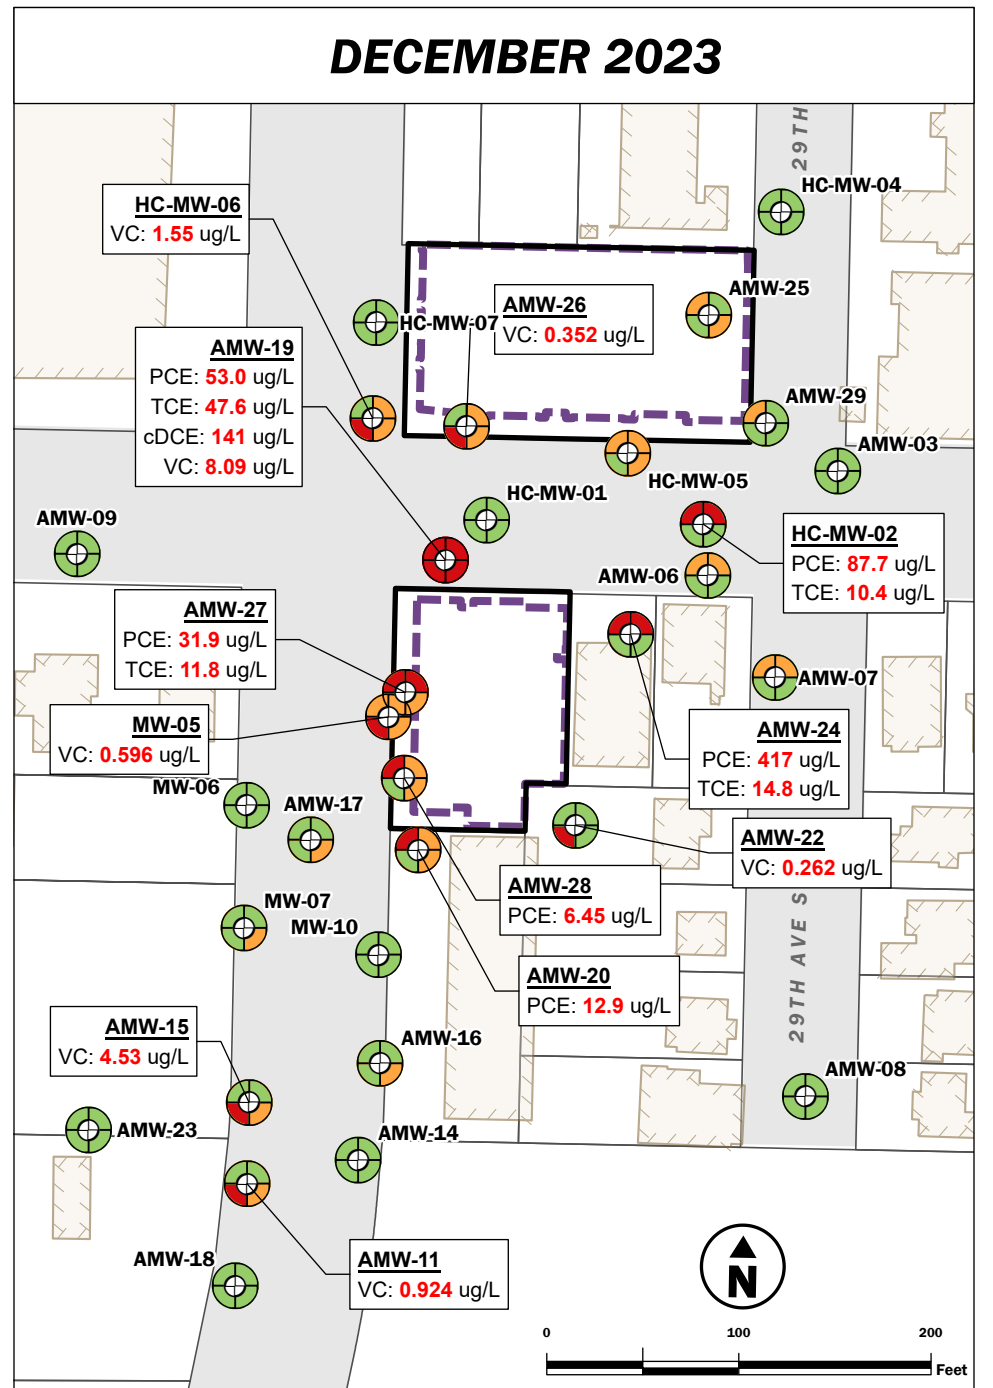 DECEMBER 2023
29TH
HC-MW-04
HC-MW-06
VC: 1.55 ug/L
AMW-25
AMW-26
VC: 0.352 ug/L
HC-MW-07
AMW-19
PCE: 53.0 ug/L
TCE: 47.6 ug/L
cDCE: 141 ug/L
VC: 8.09 ug/L
AMW-29
AMW-03
HC-MW-05
HC-MW-01
AMW-09
HC-MW-02
PCE: 87.7 ug/L
TCE: 10.4 ug/L
AMW-06
AMW-27
PCE: 31.9 ug/L
TCE: 11.8 ug/L
AMW-07
MW-05
VC: 0.596 ug/L
AMW-24
PCE: 417 ug/L
TCE: 14.8 ug/L
MW-06
AMW-17
AMW-22
VC: 0.262 ug/L
AMW-28
PCE: 6.45 ug/L
MW-07
MW-10
29TH AVE S
AMW-20
PCE: 12.9 ug/L
AMW-15
VC: 4.53 ug/L
AMW-16
AMW-08
AMW-23
AMW-14
AMW-18
AMW-11
VC: 0.924 ug/L
N
0 100 200
Feet